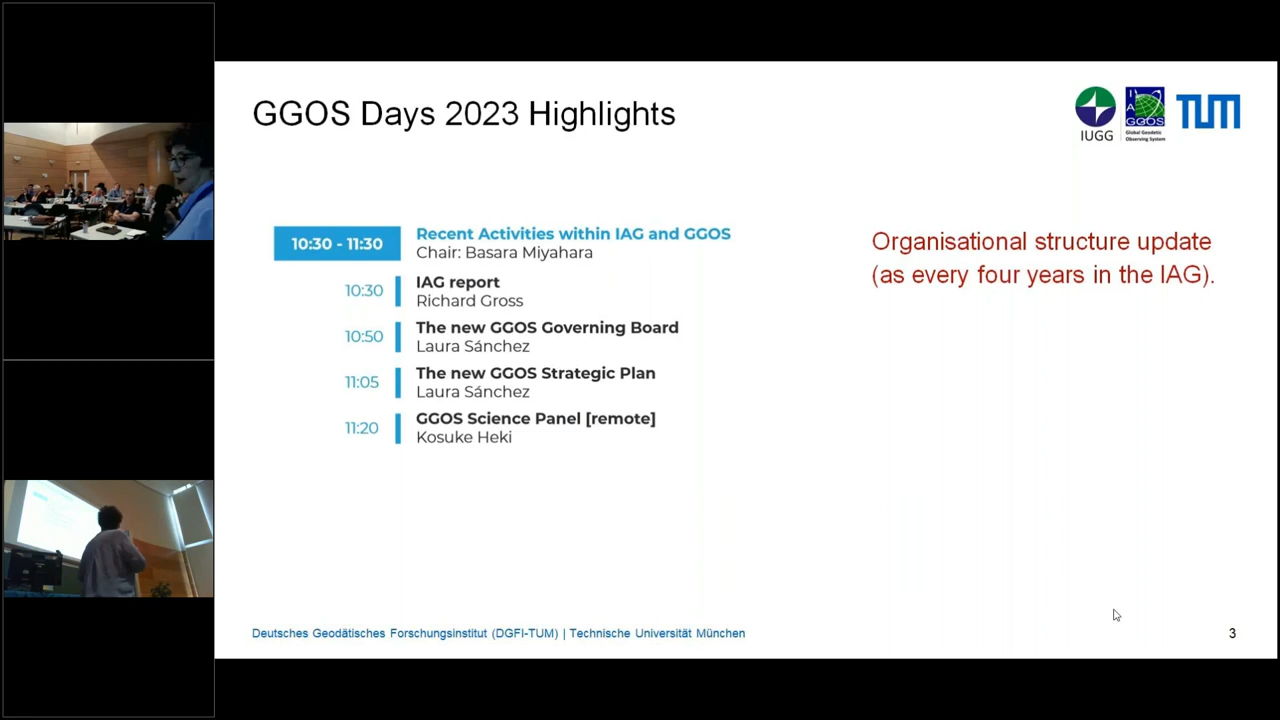 GGOS Days 2023 Highlights
IUGG
I
A
G
GGOS
Global Geodetic
Observing System
TUM
10:30 - 11:30
Recent Activities within IAG and GGOS
Chair: Basara Miyahara
10:30
IAG report
Richard Gross
10:50
The new GGOS Governing Board
Laura Sánchez
11:05
The new GGOS Strategic Plan
Laura Sánchez
11:20
GGOS Science Panel [remote]
Kosuke Heki
Organisational structure update
(as every four years in the IAG).
Deutsches Geodätisches Forschungsinstitut (DGFI-TUM) | Technische Universität München
3